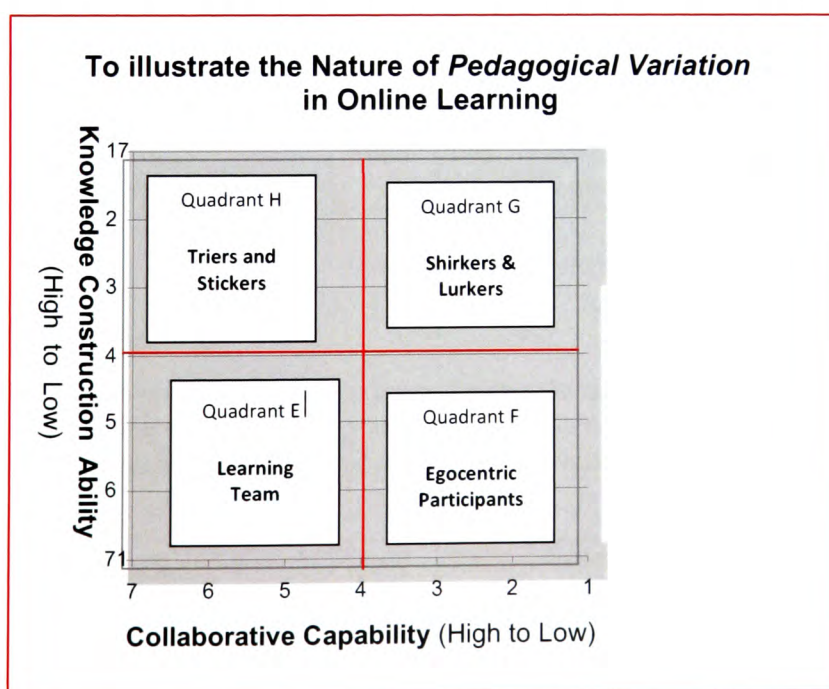 To illustrate the Nature of Pedagogical Variation
in Online Learning
Knowledge Construction Ability
(High to Low)
17
2
3
4
5
6
71
Quadrant H
Triers and
Stickers
Quadrant G
Shirkers &
Lurkers
Quadrant E
Learning
Team
Quadrant F
Egocentric
Participants
7 6 5 4 3 2 1
Collaborative Capability (High to Low)